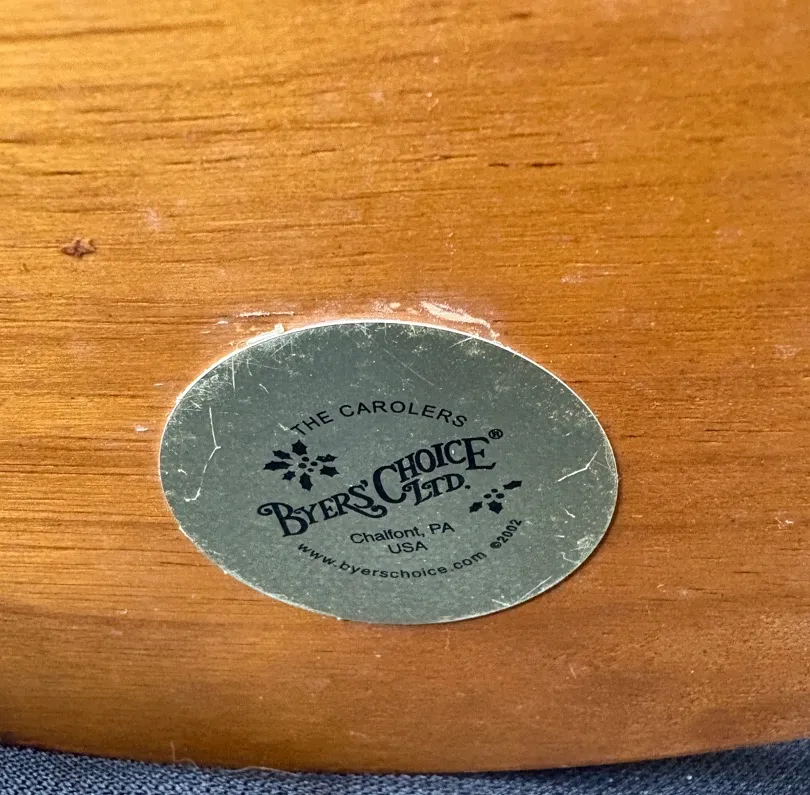 THE CAROLERS
BYERS' CHOICE®
LTD.
Chalfont, PA
USA
www.byerschoice.com ©2002